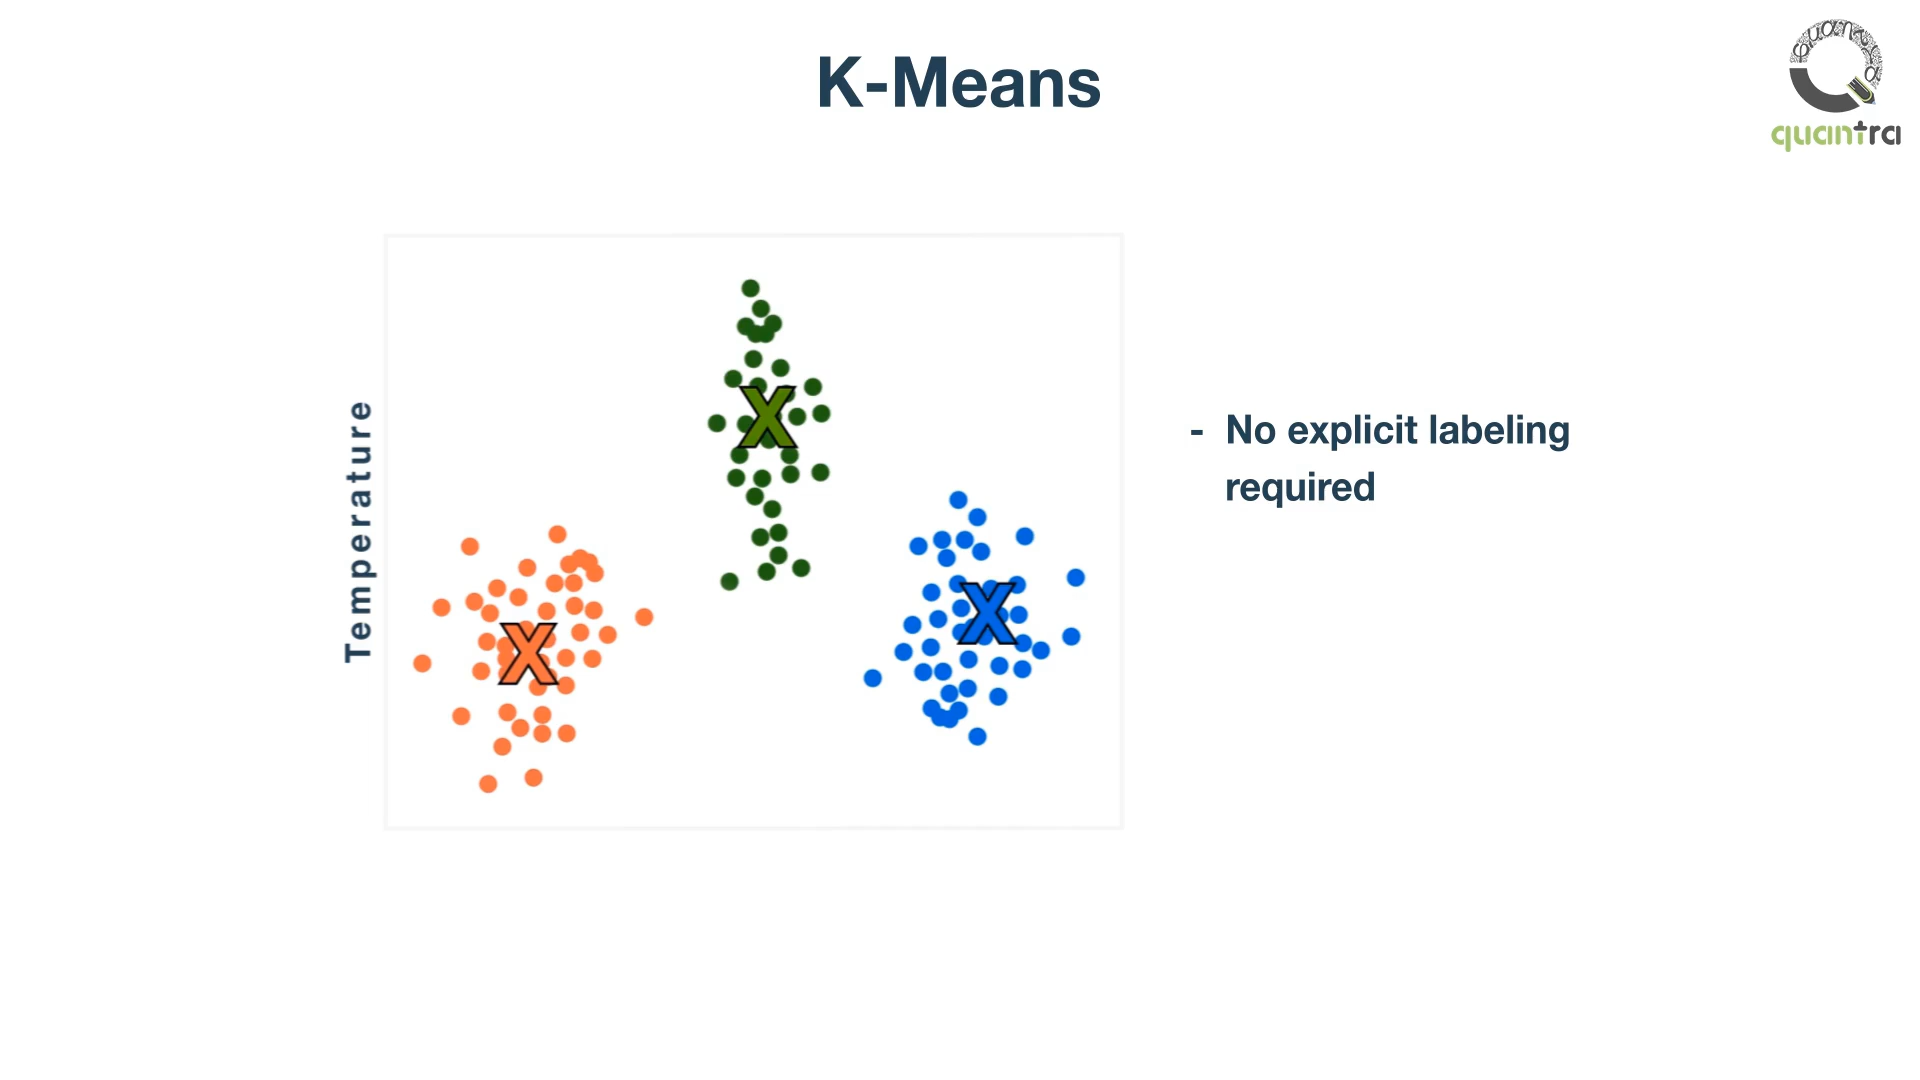 K-Means
quantra
Temperature
X
X
X
- No explicit labeling
required